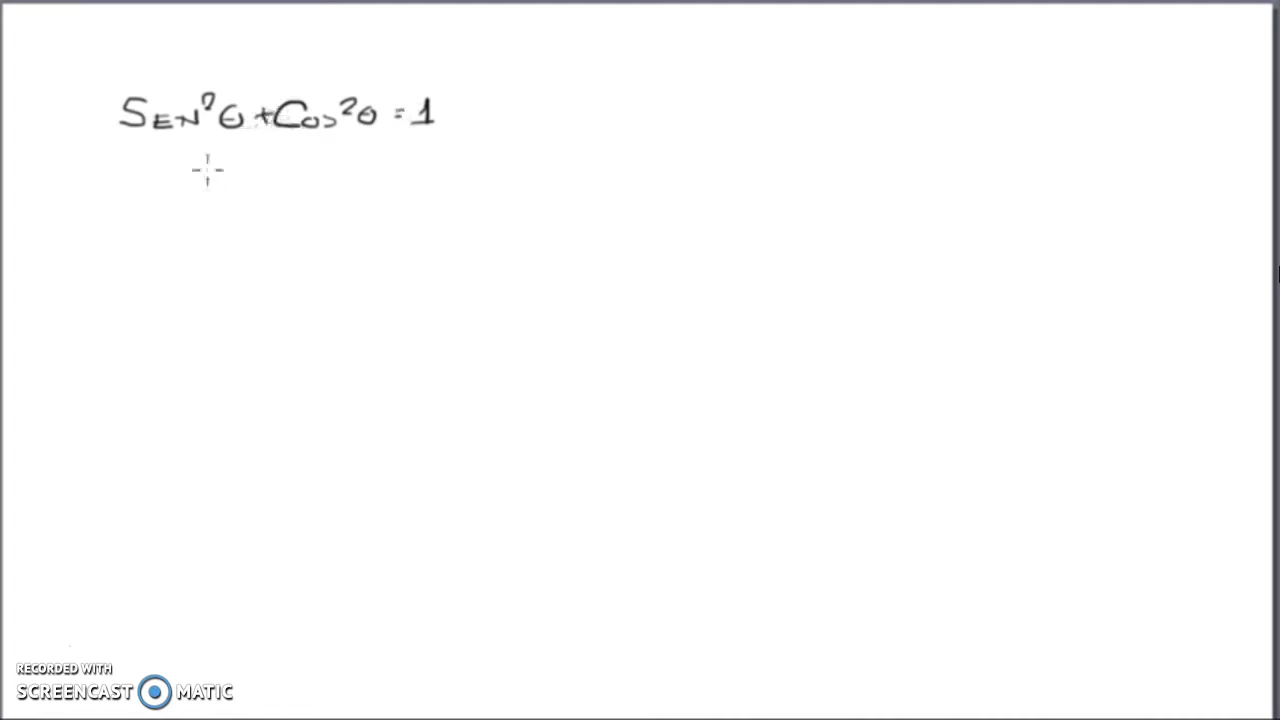 SEN²θ + Cos²θ = 1
RECORDED WITH
SCREENCAST MATIC